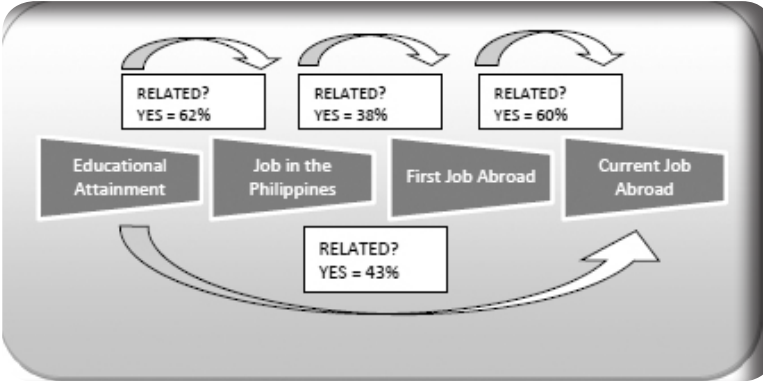 RELATED?
YES = 62%
RELATED?
YES = 38%
RELATED?
YES = 60%
Educational
Attainment
Job in the
Philippines
First Job Abroad
Current Job
Abroad
RELATED?
YES = 43%